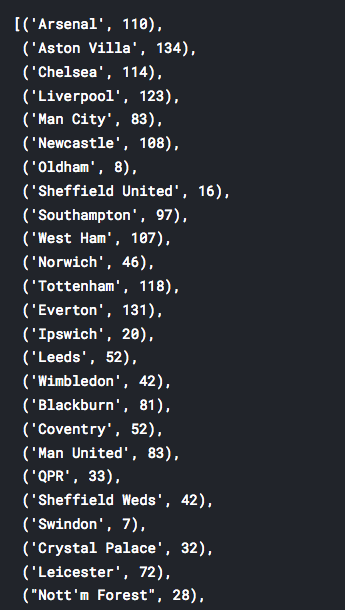 [('Arsenal', 110),
('Aston Villa', 134),
('Chelsea', 114),
('Liverpool', 123),
('Man City', 83),
('Newcastle', 108),
('Oldham', 8),
('Sheffield United', 16),
('Southampton', 97),
('West Ham', 107),
('Norwich', 46),
('Tottenham', 118),
('Everton', 131),
('Ipswich', 20),
('Leeds', 52),
('Wimbledon', 42),
('Blackburn', 81),
('Coventry', 52),
('Man United', 83),
('QPR', 33),
('Sheffield Weds', 42),
('Swindon', 7),
('Crystal Palace', 32),
('Leicester', 72),
("Nott'm Forest", 28),